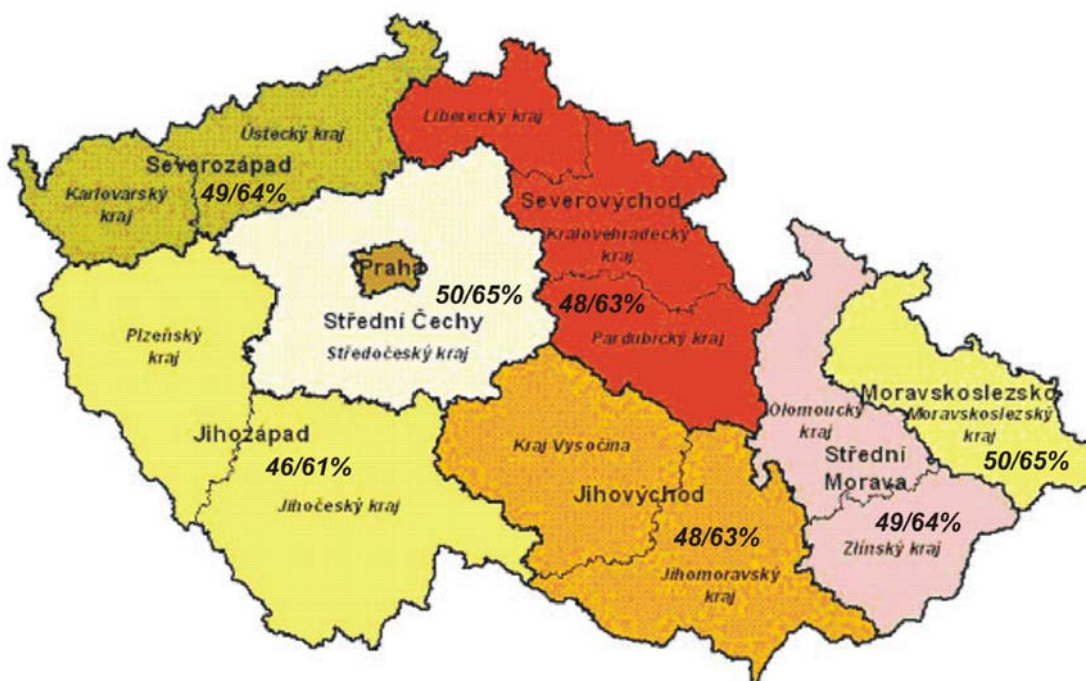 Ústecký kraj
Severozápad
Karlovarský
kraj
49/64%
Liberecký kraj
Severovýchod
Kralovehradecký
kraj
48/63%
Pardubický kraj
Praha
50/65%
Střední Čechy
Středočeský kraj
Plzeňský
kraj
Jihozápad
46/61%
Jihočeský kraj
Kraj Vysočina
Jihovýchod
48/63%
Jihomoravský
kraj
Olomoucký
kraj
Střední
Morava
49/64%
Zlínský kraj
Moravskoslezsko
Moravskoslezský
kraj
50/65%